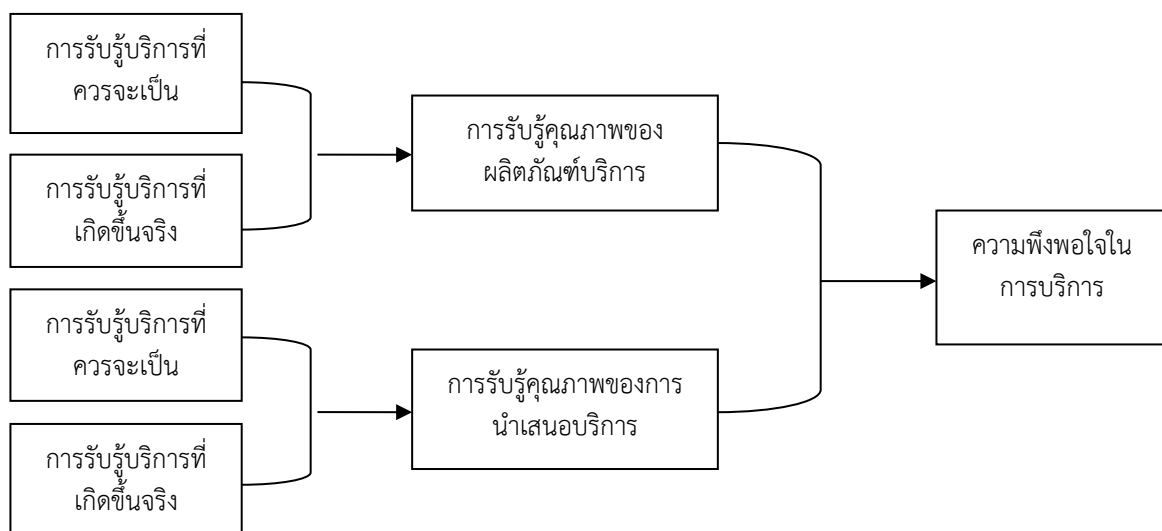 การรับรู้บริการที่
ควรจะเป็น
การรับรู้บริการที่
เกิดขึ้นจริง
การรับรู้คุณภาพของ
ผลิตภัณฑ์บริการ
การรับรู้บริการที่
ควรจะเป็น
การรับรู้บริการที่
เกิดขึ้นจริง
การรับรู้คุณภาพของการ
นำเสนอบริการ
ความพึงพอใจใน
การบริการ